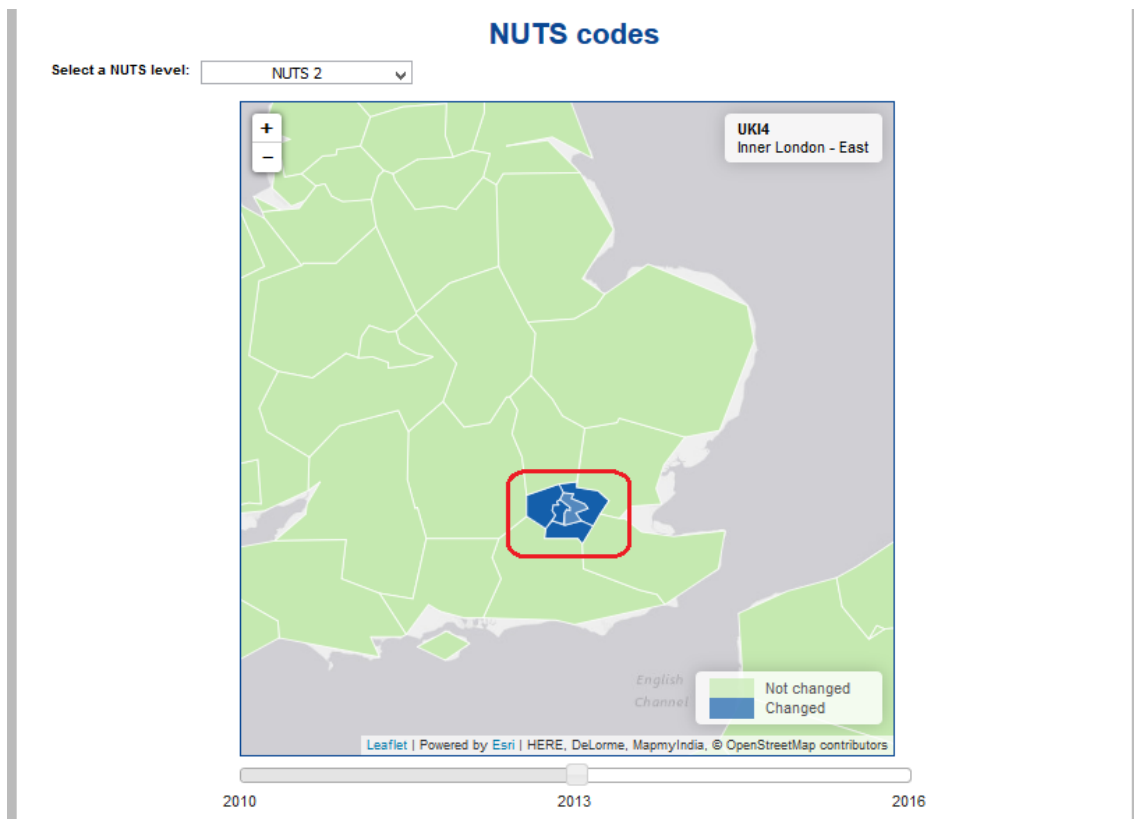 NUTS codes
Select a NUTS level: NUTS 2
+
−
UKI4
Inner London - East
English
Channel
Not changed
Changed
Leaflet | Powered by Esri | HERE, DeLorme, MapmyIndia, © OpenStreetMap contributors
2010 2013 2016